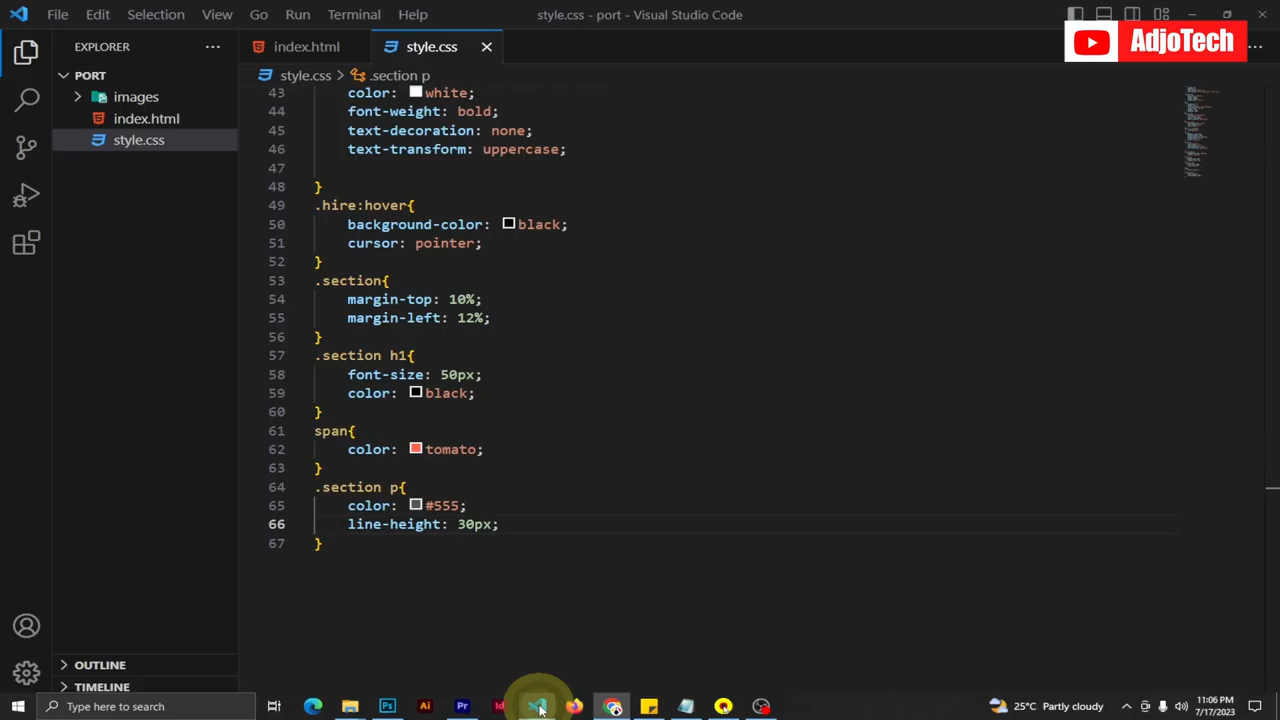 File Edit Selection View Go Run Terminal Help style.css - port - Visual Studio Code
AdjoTech
EXPLORER
index.html style.css
PORT
style.css > .section p
images
index.html
style.css
43 color: white;
44 font-weight: bold;
45 text-decoration: none;
46 text-transform: uppercase;
47
48 }
49 .hire:hover{
50 background-color: black;
51 cursor: pointer;
52 }
53 .section{
54 margin-top: 10%;
55 margin-left: 12%;
56 }
57 .section h1{
58 font-size: 50px;
59 color: black;
60 }
61 span{
62 color: tomato;
63 }
64 .section p{
65 color: #555;
66 line-height: 30px;
67 }
OUTLINE
TIMELINE
Type here to search
Ps Ai Pr Id
25°C Partly cloudy
11:06 PM
7/17/2023